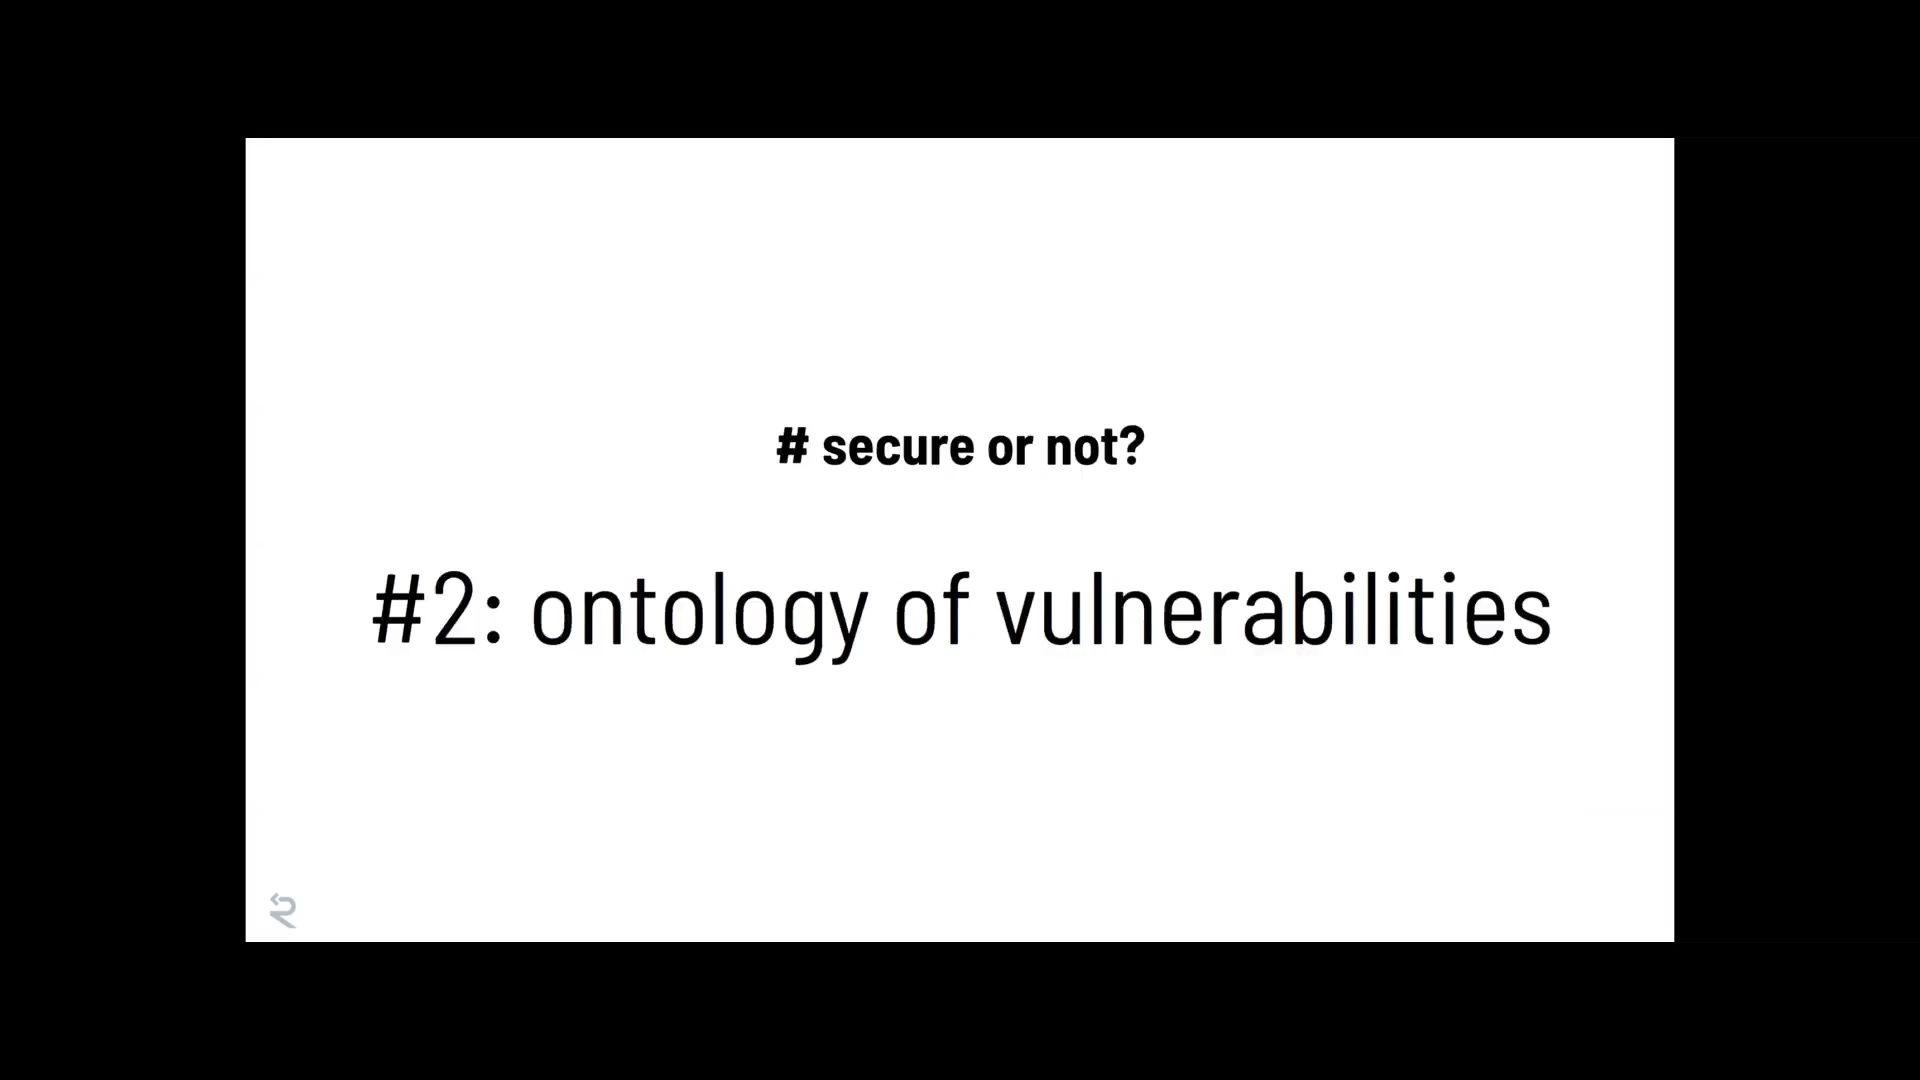 # secure or not?
#2: ontology of vulnerabilities